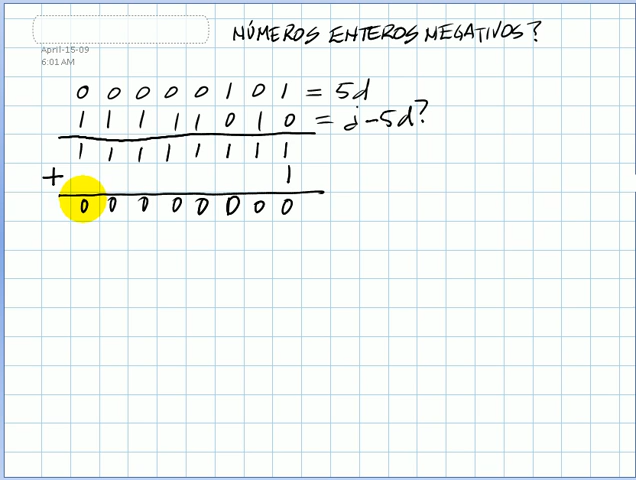 NÚMEROS ENTEROS NEGATIVOS?
April-15-09
6:01 AM
0 0 0 0 0 1 0 1 = 5d
1 1 1 1 1 0 1 0 = ¿-5d?
1 1 1 1 1 1 1 1
+ 1
0 0 0 0 0 0 0 0